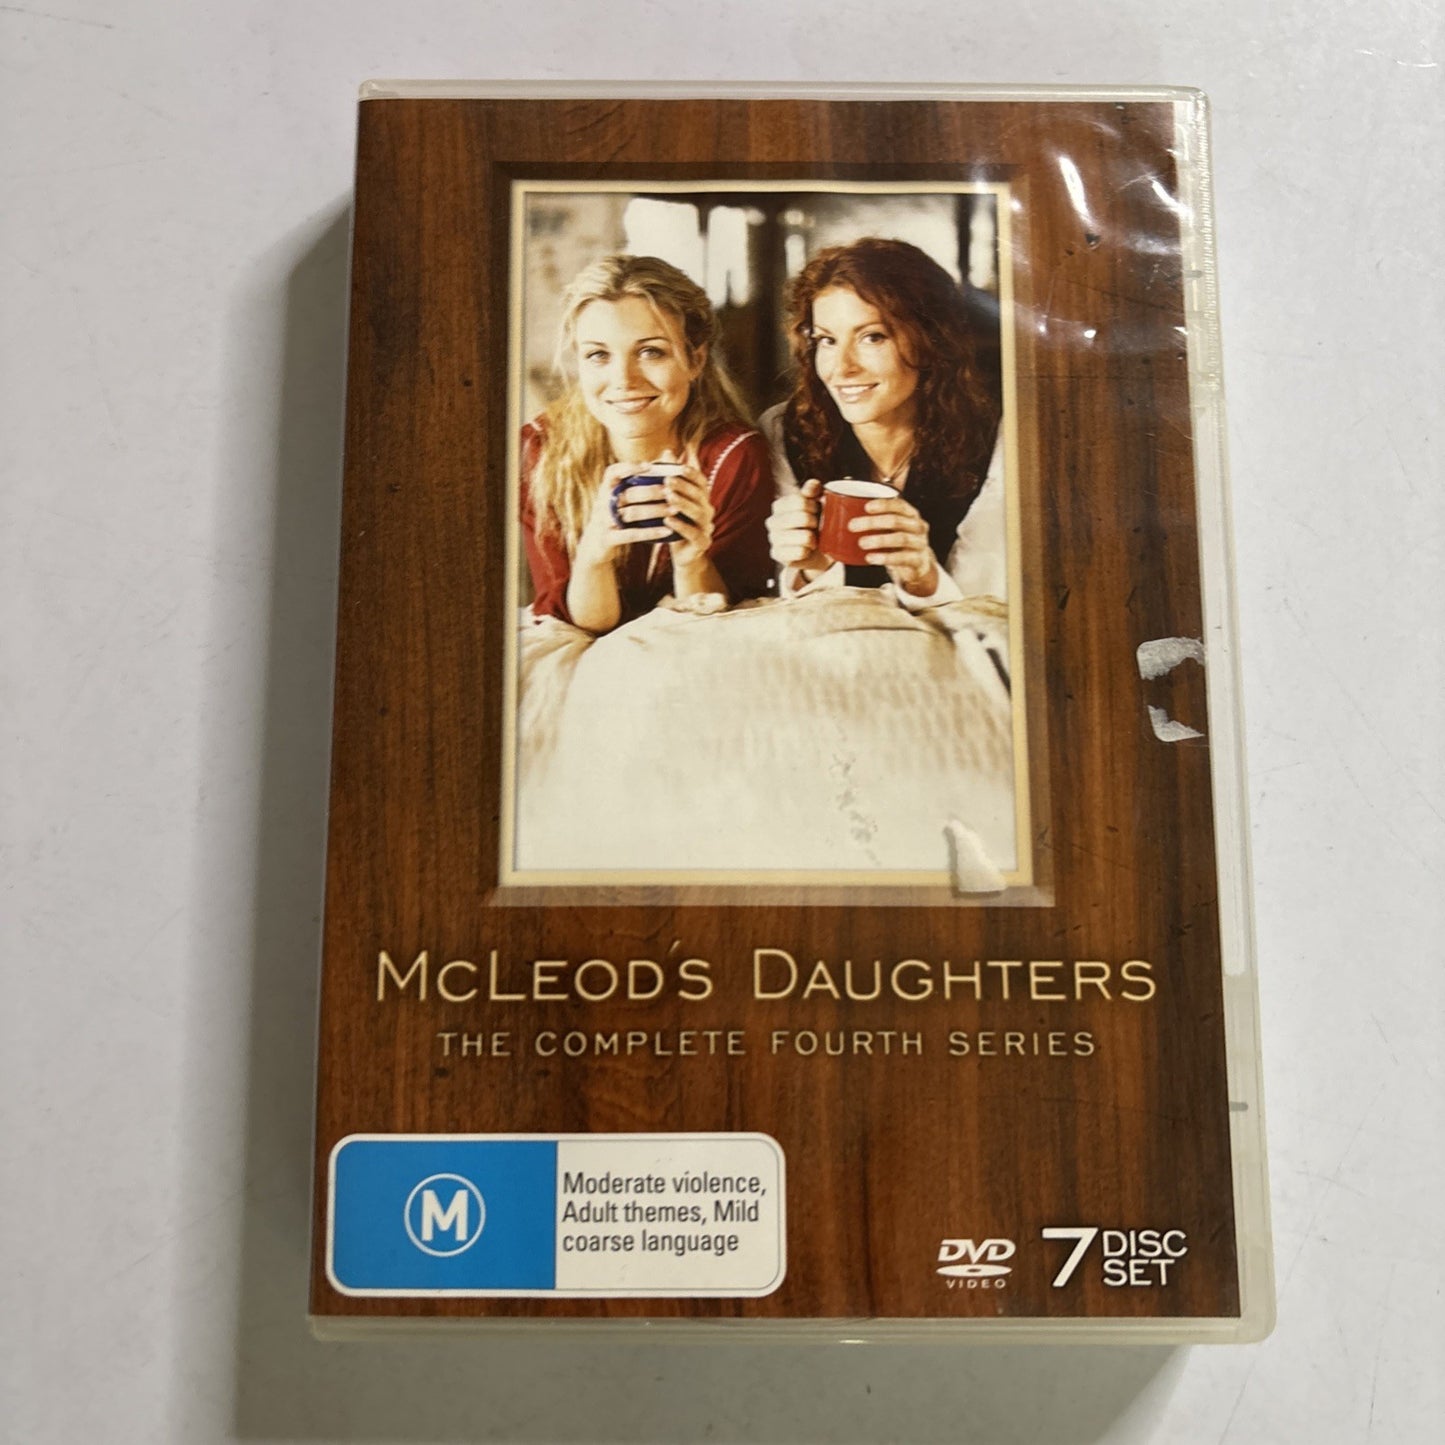 McLeod's Daughters
THE COMPLETE FOURTH SERIES
M
Moderate violence,
Adult themes, Mild
coarse language
DVD
VIDEO
7 DISC
SET